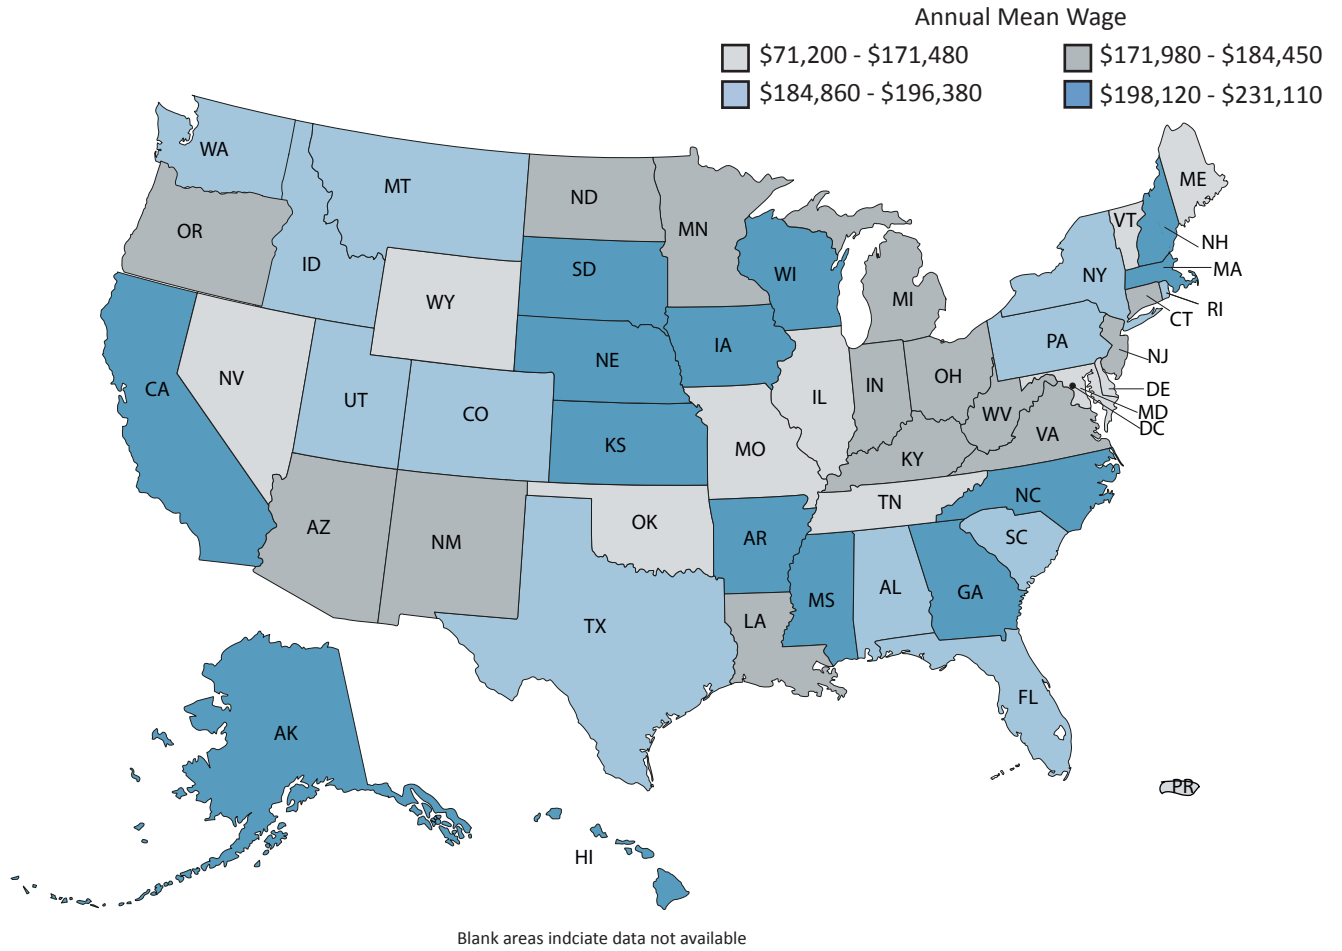 Annual Mean Wage
$71,200 - $171,480
$171,980 - $184,450
$184,860 - $196,380
$198,120 - $231,110
WA
MT
ND
MN
ME
VT
OR
ID
SD
WI
NH
MA
NY
WY
MI
RI
CT
IA
PA
NJ
NE
NV
CA
UT
CO
IL
IN
OH
DE
MD
DC
WV
VA
KS
MO
KY
NC
TN
AZ
NM
OK
AR
SC
MS
AL
GA
TX
LA
FL
AK
PR
HI
Blank areas indciate data not available